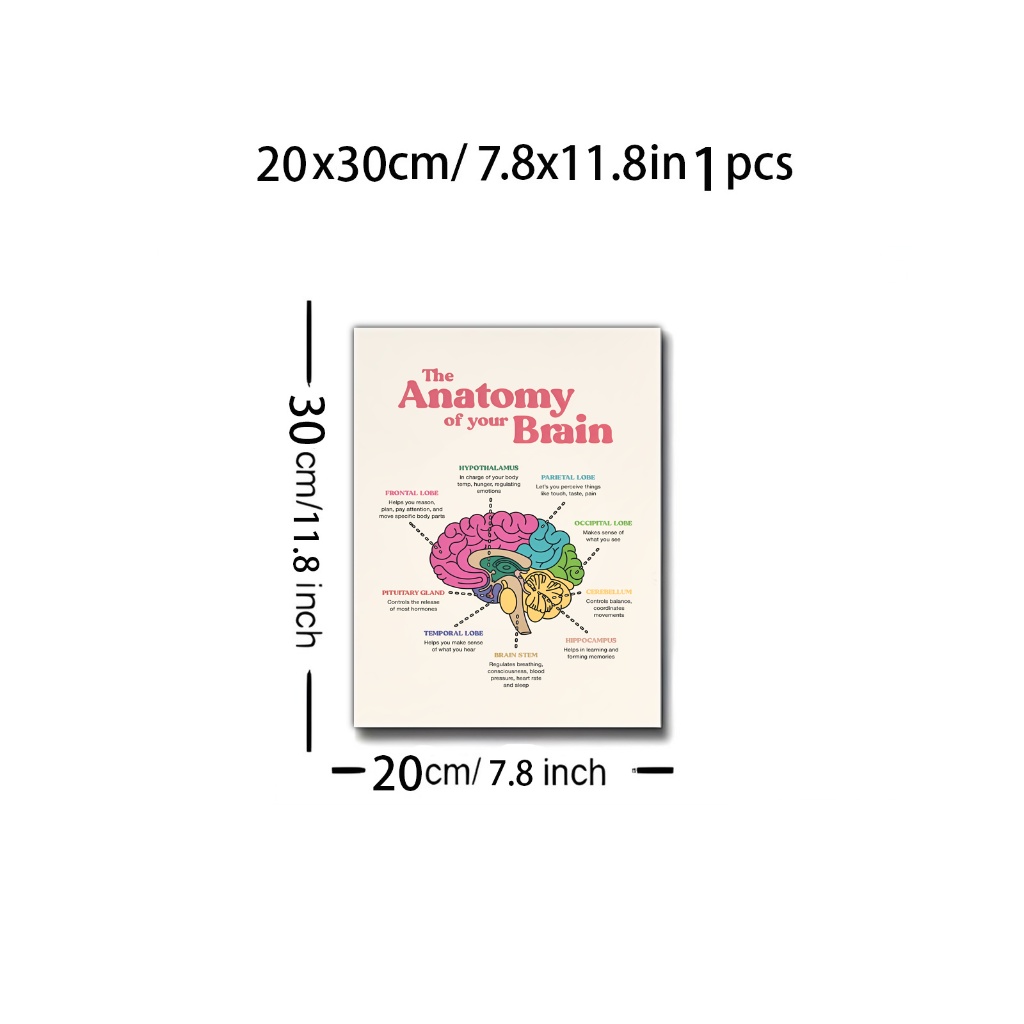 20x30cm/ 7.8x11.8in 1 pcs
30 cm/11.8 inch
The
Anatomy
of your Brain
HYPOTHALAMUS
In charge of your body
temp, hunger, regulating
emotions
PARIETAL LOBE
Let's you perceive things
like touch, taste, pain
FRONTAL LOBE
Helps you reason,
plan, pay attention, and
move specific body parts
OCCIPITAL LOBE
Makes sense of
what you see
PITUITARY GLAND
Controls the release
of most hormones
CEREBELLUM
Controls balance,
coordinates
movements
TEMPORAL LOBE
Helps you make sense
of what you hear
HIPPOCAMPUS
Helps in learning and
forming memories
BRAIN STEM
Regulates breathing,
consciousness, blood
pressure, heart rate
and sleep
20cm/ 7.8 inch